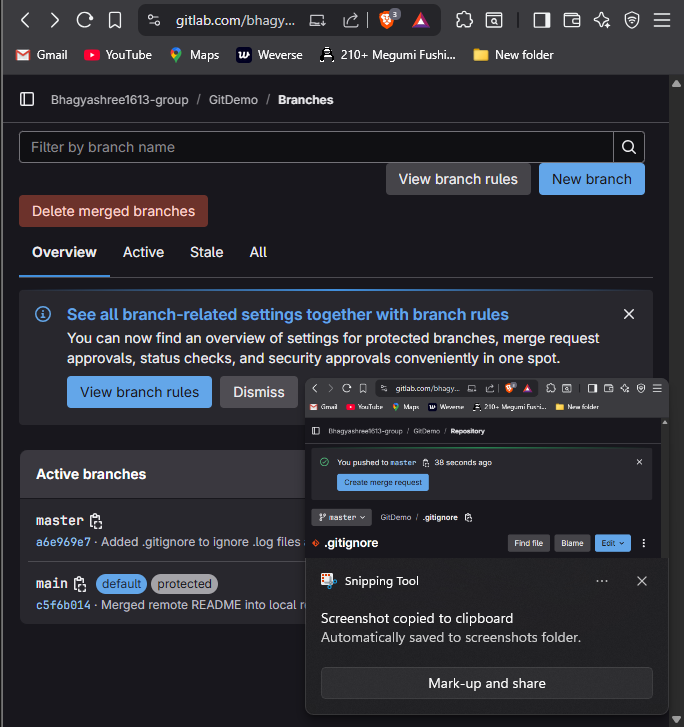 gitlab.com/bhagy...
3
Gmail YouTube Maps Weverse 210+ Megumi Fushi... New folder
Bhagyashree1613-group / GitDemo / Branches
Filter by branch name
View branch rules New branch
Delete merged branches
Overview Active Stale All
See all branch-related settings together with branch rules
You can now find an overview of settings for protected branches, merge request
approvals, status checks, and security approvals conveniently in one spot.
View branch rules Dismiss
Active branches
master
a6e969e7 · Added .gitignore to ignore .log files
main default protected
c5f6b014 · Merged remote README into local
gitlab.com/bhagy...
Gmail YouTube Maps Weverse 210+ Megumi Fushi... New folder
Bhagyashree1613-group / GitDemo / Repository
You pushed to master 38 seconds ago
Create merge request
master GitDemo / .gitignore
.gitignore Find file Blame Edit
Snipping Tool
Screenshot copied to clipboard
Automatically saved to screenshots folder.
Mark-up and share